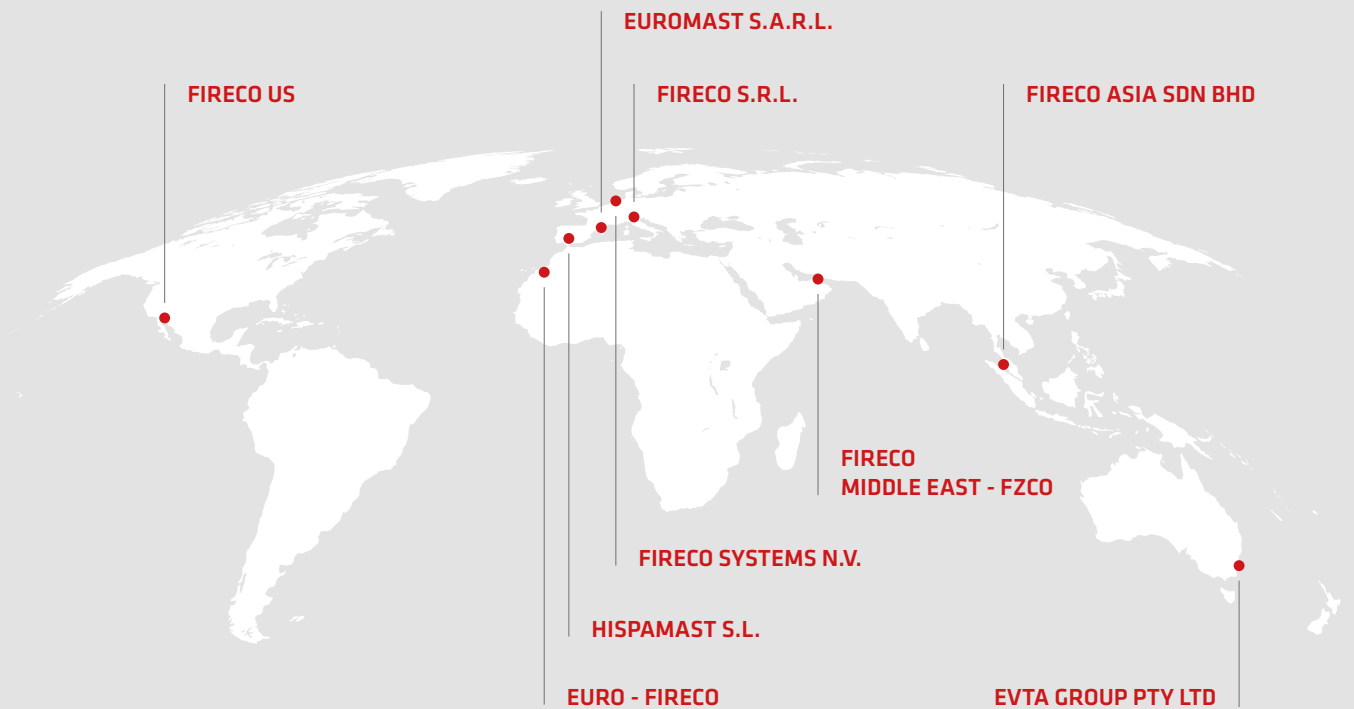 EUROMAST S.A.R.L.
FIRECO US
FIRECO S.R.L.
FIRECO ASIA SDN BHD
FIRECO
MIDDLE EAST - FZCO
FIRECO SYSTEMS N.V.
HISPAMAST S.L.
EURO - FIRECO
EVTA GROUP PTY LTD